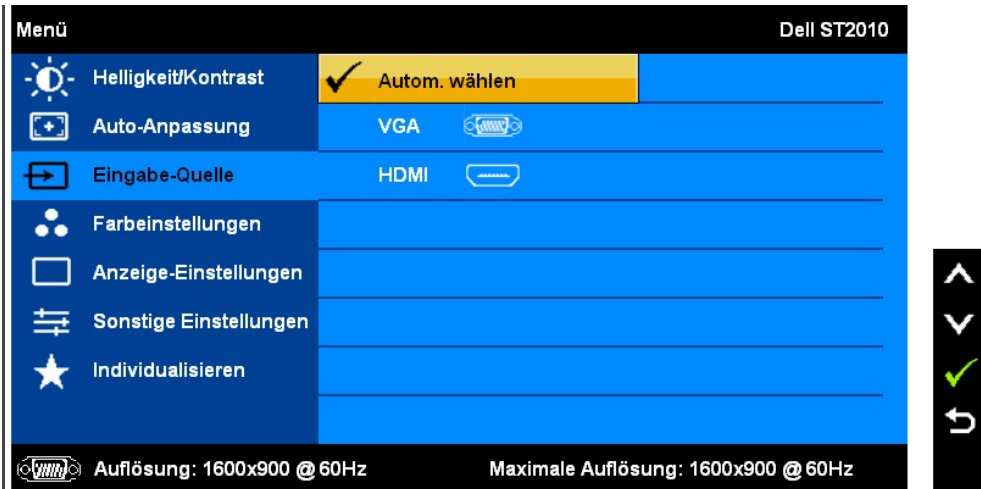 Menü Dell ST2010
Helligkeit/Kontrast Autom. wählen
Auto-Anpassung VGA
Eingabe-Quelle HDMI
Farbeinstellungen
Anzeige-Einstellungen
Sonstige Einstellungen
Individualisieren
Auflösung: 1600x900 @60Hz Maximale Auflösung: 1600x900 @60Hz